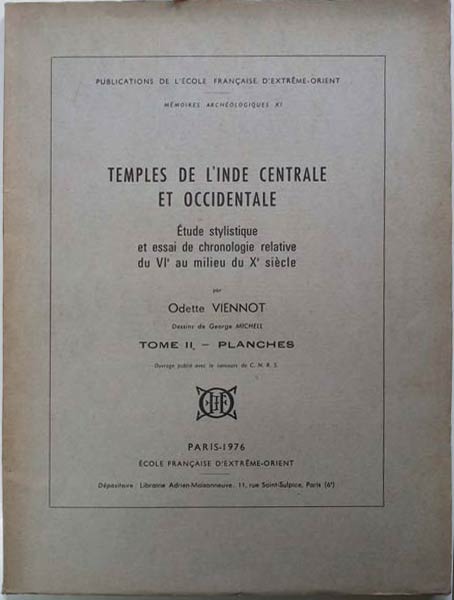 PUBLICATIONS DE L'ÉCOLE FRANÇAISE D'EXTRÊME-ORIENT
MÉMOIRES ARCHÉOLOGIQUES XI
TEMPLES DE L'INDE CENTRALE
ET OCCIDENTALE
Étude stylistique
et essai de chronologie relative
du VIe au milieu du Xe siècle
par
Odette VIENNOT
Dessins de George MICHELL
TOME II. – PLANCHES
Ouvrage publié avec le concours de C. N. R. S.
PARIS-1976
ÉCOLE FRANÇAISE D'EXTRÊME-ORIENT
Dépositaire : Librairie Adrien-Maisonneuve, 11, rue Saint-Sulpice, Paris (6e)